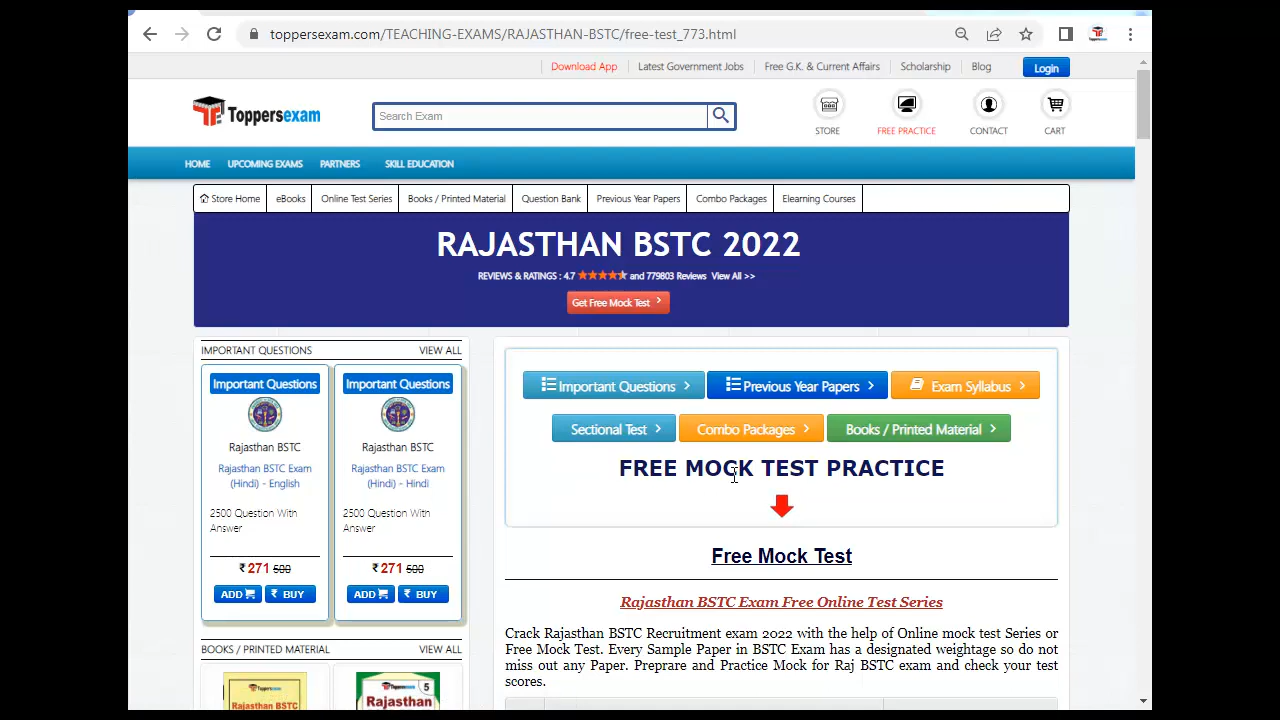 toppersexam.com/TEACHING-EXAMS/RAJASTHAN-BSTC/free-test_773.html
Download App
Latest Government Jobs
Free G.K. & Current Affairs
Scholarship
Blog
Login
Toppersexam
Search Exam
STORE
FREE PRACTICE
CONTACT
CART
HOME
UPCOMING EXAMS
PARTNERS
SKILL EDUCATION
Store Home
eBooks
Online Test Series
Books / Printed Material
Question Bank
Previous Year Papers
Combo Packages
Elearning Courses
RAJASTHAN BSTC 2022
REVIEWS & RATINGS : 4.7 and 779803 Reviews View All >>
Get Free Mock Test
IMPORTANT QUESTIONS
VIEW ALL
Important Questions
Rajasthan BSTC
Rajasthan BSTC Exam
(Hindi) - English
2500 Question With
Answer
₹ 271 500
ADD
₹ BUY
Important Questions
Rajasthan BSTC
Rajasthan BSTC Exam
(Hindi) - Hindi
2500 Question With
Answer
₹ 271 500
ADD
₹ BUY
BOOKS / PRINTED MATERIAL
VIEW ALL
Toppersexam
Rajasthan BSTC
Toppersexam
5
Rajasthan
Important Questions
Previous Year Papers
Exam Syllabus
Sectional Test
Combo Packages
Books / Printed Material
FREE MOCK TEST PRACTICE
Free Mock Test
Rajasthan BSTC Exam Free Online Test Series
Crack Rajasthan BSTC Recruitment exam 2022 with the help of Online mock test Series or
Free Mock Test. Every Sample Paper in BSTC Exam has a designated weightage so do not
miss out any Paper. Preprare and Practice Mock for Raj BSTC exam and check your test
scores.